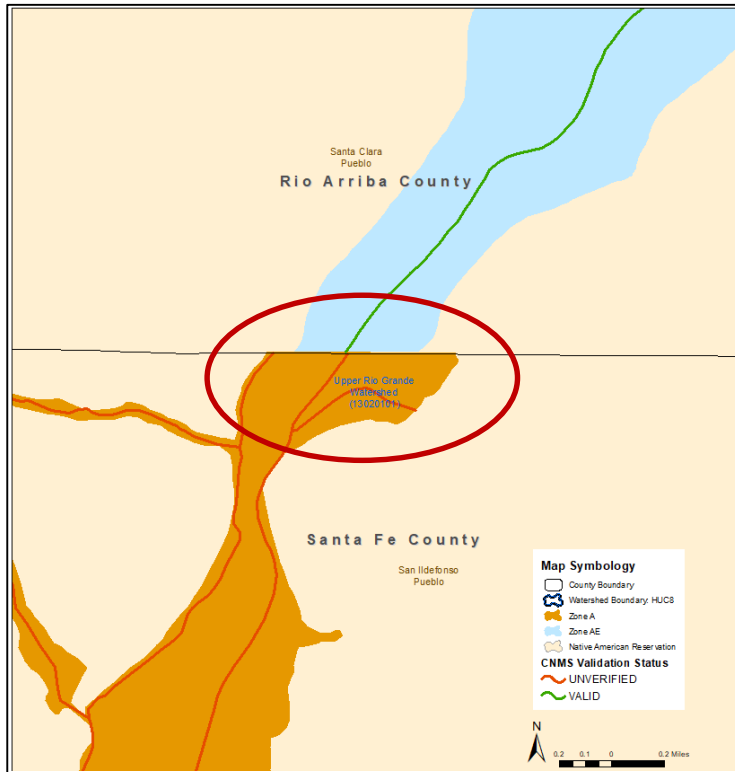 Santa Clara
Pueblo
Rio Arriba County
Upper Rio Grande
Watershed
(13020101)
Santa Fe County
San Ildefonso
Pueblo
Map Symbology
County Boundary
Watershed Boundary: HUC8
Zone A
Zone AE
Native American Reservation
CNMS Validation Status
UNVERIFIED
VALID
N
0.2 0.1 0 0.2 Miles